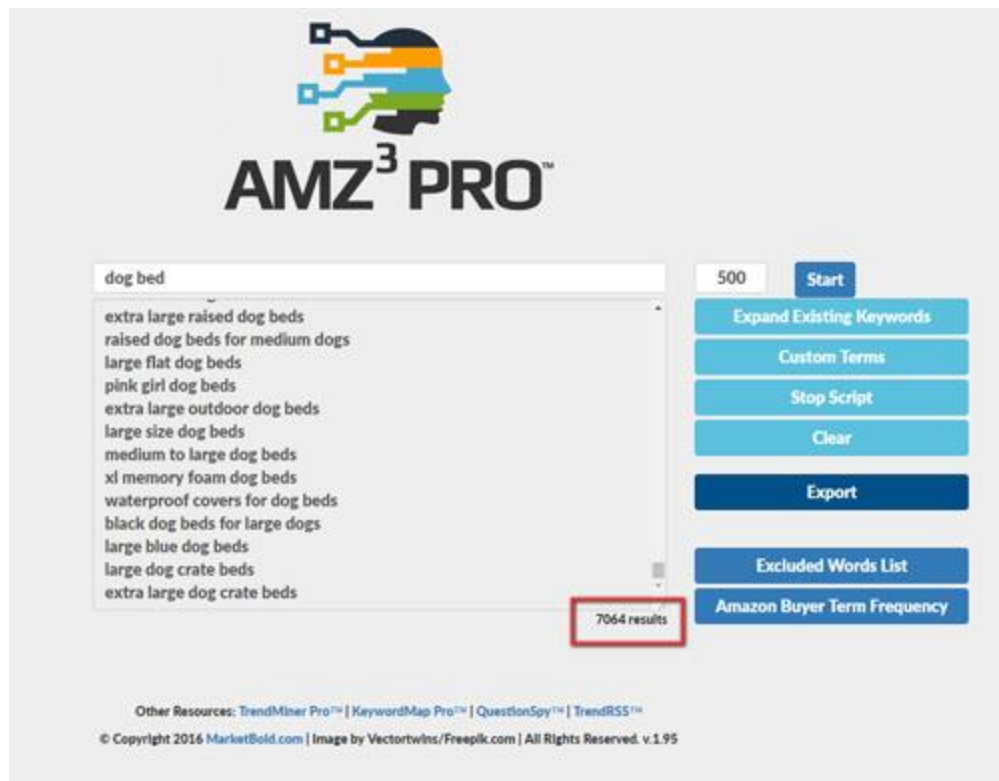 AMZ³ PRO™
dog bed
500
Start
extra large raised dog beds
raised dog beds for medium dogs
large flat dog beds
pink girl dog beds
extra large outdoor dog beds
large size dog beds
medium to large dog beds
xl memory foam dog beds
waterproof covers for dog beds
black dog beds for large dogs
large blue dog beds
large dog crate beds
extra large dog crate beds
7064 results
Expand Existing Keywords
Custom Terms
Stop Script
Clear
Export
Excluded Words List
Amazon Buyer Term Frequency
Other Resources: TrendMiner Pro™ | KeywordMap Pro™ | QuestionSpy™ | TrendRSS™
© Copyright 2016 MarketBold.com | Image by Vectortwins/Freepik.com | All Rights Reserved. v.1.95